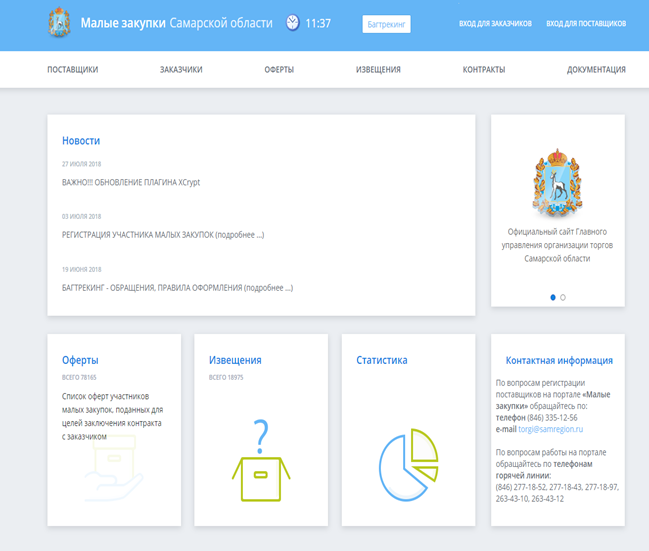 Малые закупки Самарской области 11:37 Багтрекинг ВХОД ДЛЯ ЗАКАЗЧИКОВ ВХОД ДЛЯ ПОСТАВЩИКОВ
ПОСТАВЩИКИ ЗАКАЗЧИКИ ОФЕРТЫ ИЗВЕЩЕНИЯ КОНТРАКТЫ ДОКУМЕНТАЦИЯ
Новости
27 ИЮЛЯ 2018
ВАЖНО!!! ОБНОВЛЕНИЕ ПЛАГИНА XCrypt
03 ИЮЛЯ 2018
РЕГИСТРАЦИЯ УЧАСТНИКА МАЛЫХ ЗАКУПОК (подробнее ...)
19 ИЮНЯ 2018
БАГТРЕКИНГ - ОБРАЩЕНИЯ, ПРАВИЛА ОФОРМЛЕНИЯ (подробнее ...)
Официальный сайт Главного
управления организации торгов
Самарской области
Оферты
ВСЕГО 78165
Список оферт участников
малых закупок, поданных для
целей заключения контракта
с заказчиком
Извещения
ВСЕГО 18975
?
Статистика
Контактная информация
По вопросам регистрации
поставщиков на портале «Малые
закупки» обращайтесь по:
телефон (846) 335-12-56
e-mail torgi@samregion.ru
По вопросам работы на портале
обращайтесь по телефонам
горячей линии:
(846) 277-18-52, 277-18-43, 277-18-97,
263-43-10, 263-43-12